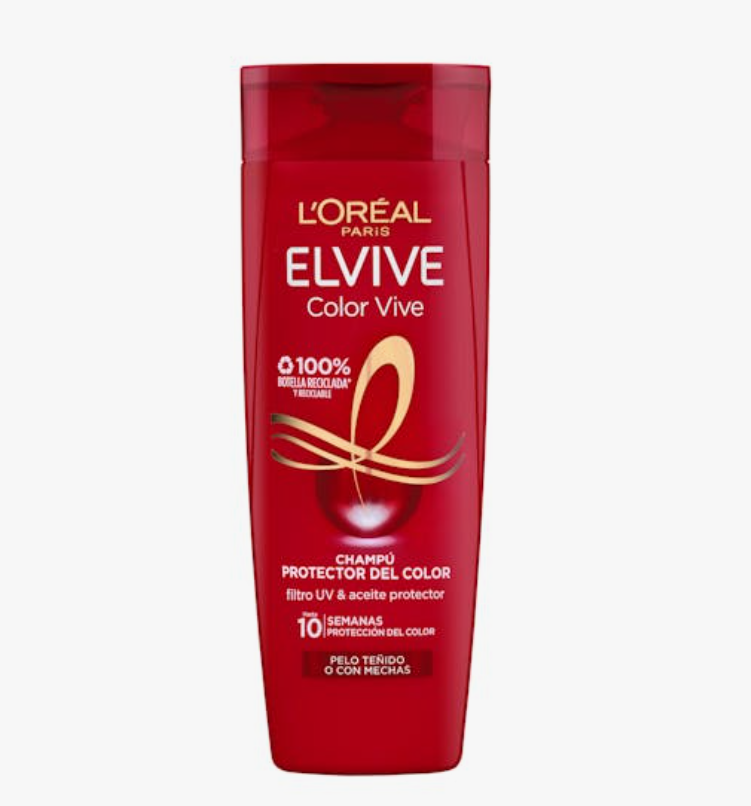 L'ORÉAL
PARIS
ELVIVE
Color Vive
100%
BOTELLA RECICLADA*
Y RECICLABLE
CHAMPÚ
PROTECTOR DEL COLOR
filtro UV & aceite protector
Hasta
10 SEMANAS
PROTECCIÓN DEL COLOR
PELO TEÑIDO
O CON MECHAS